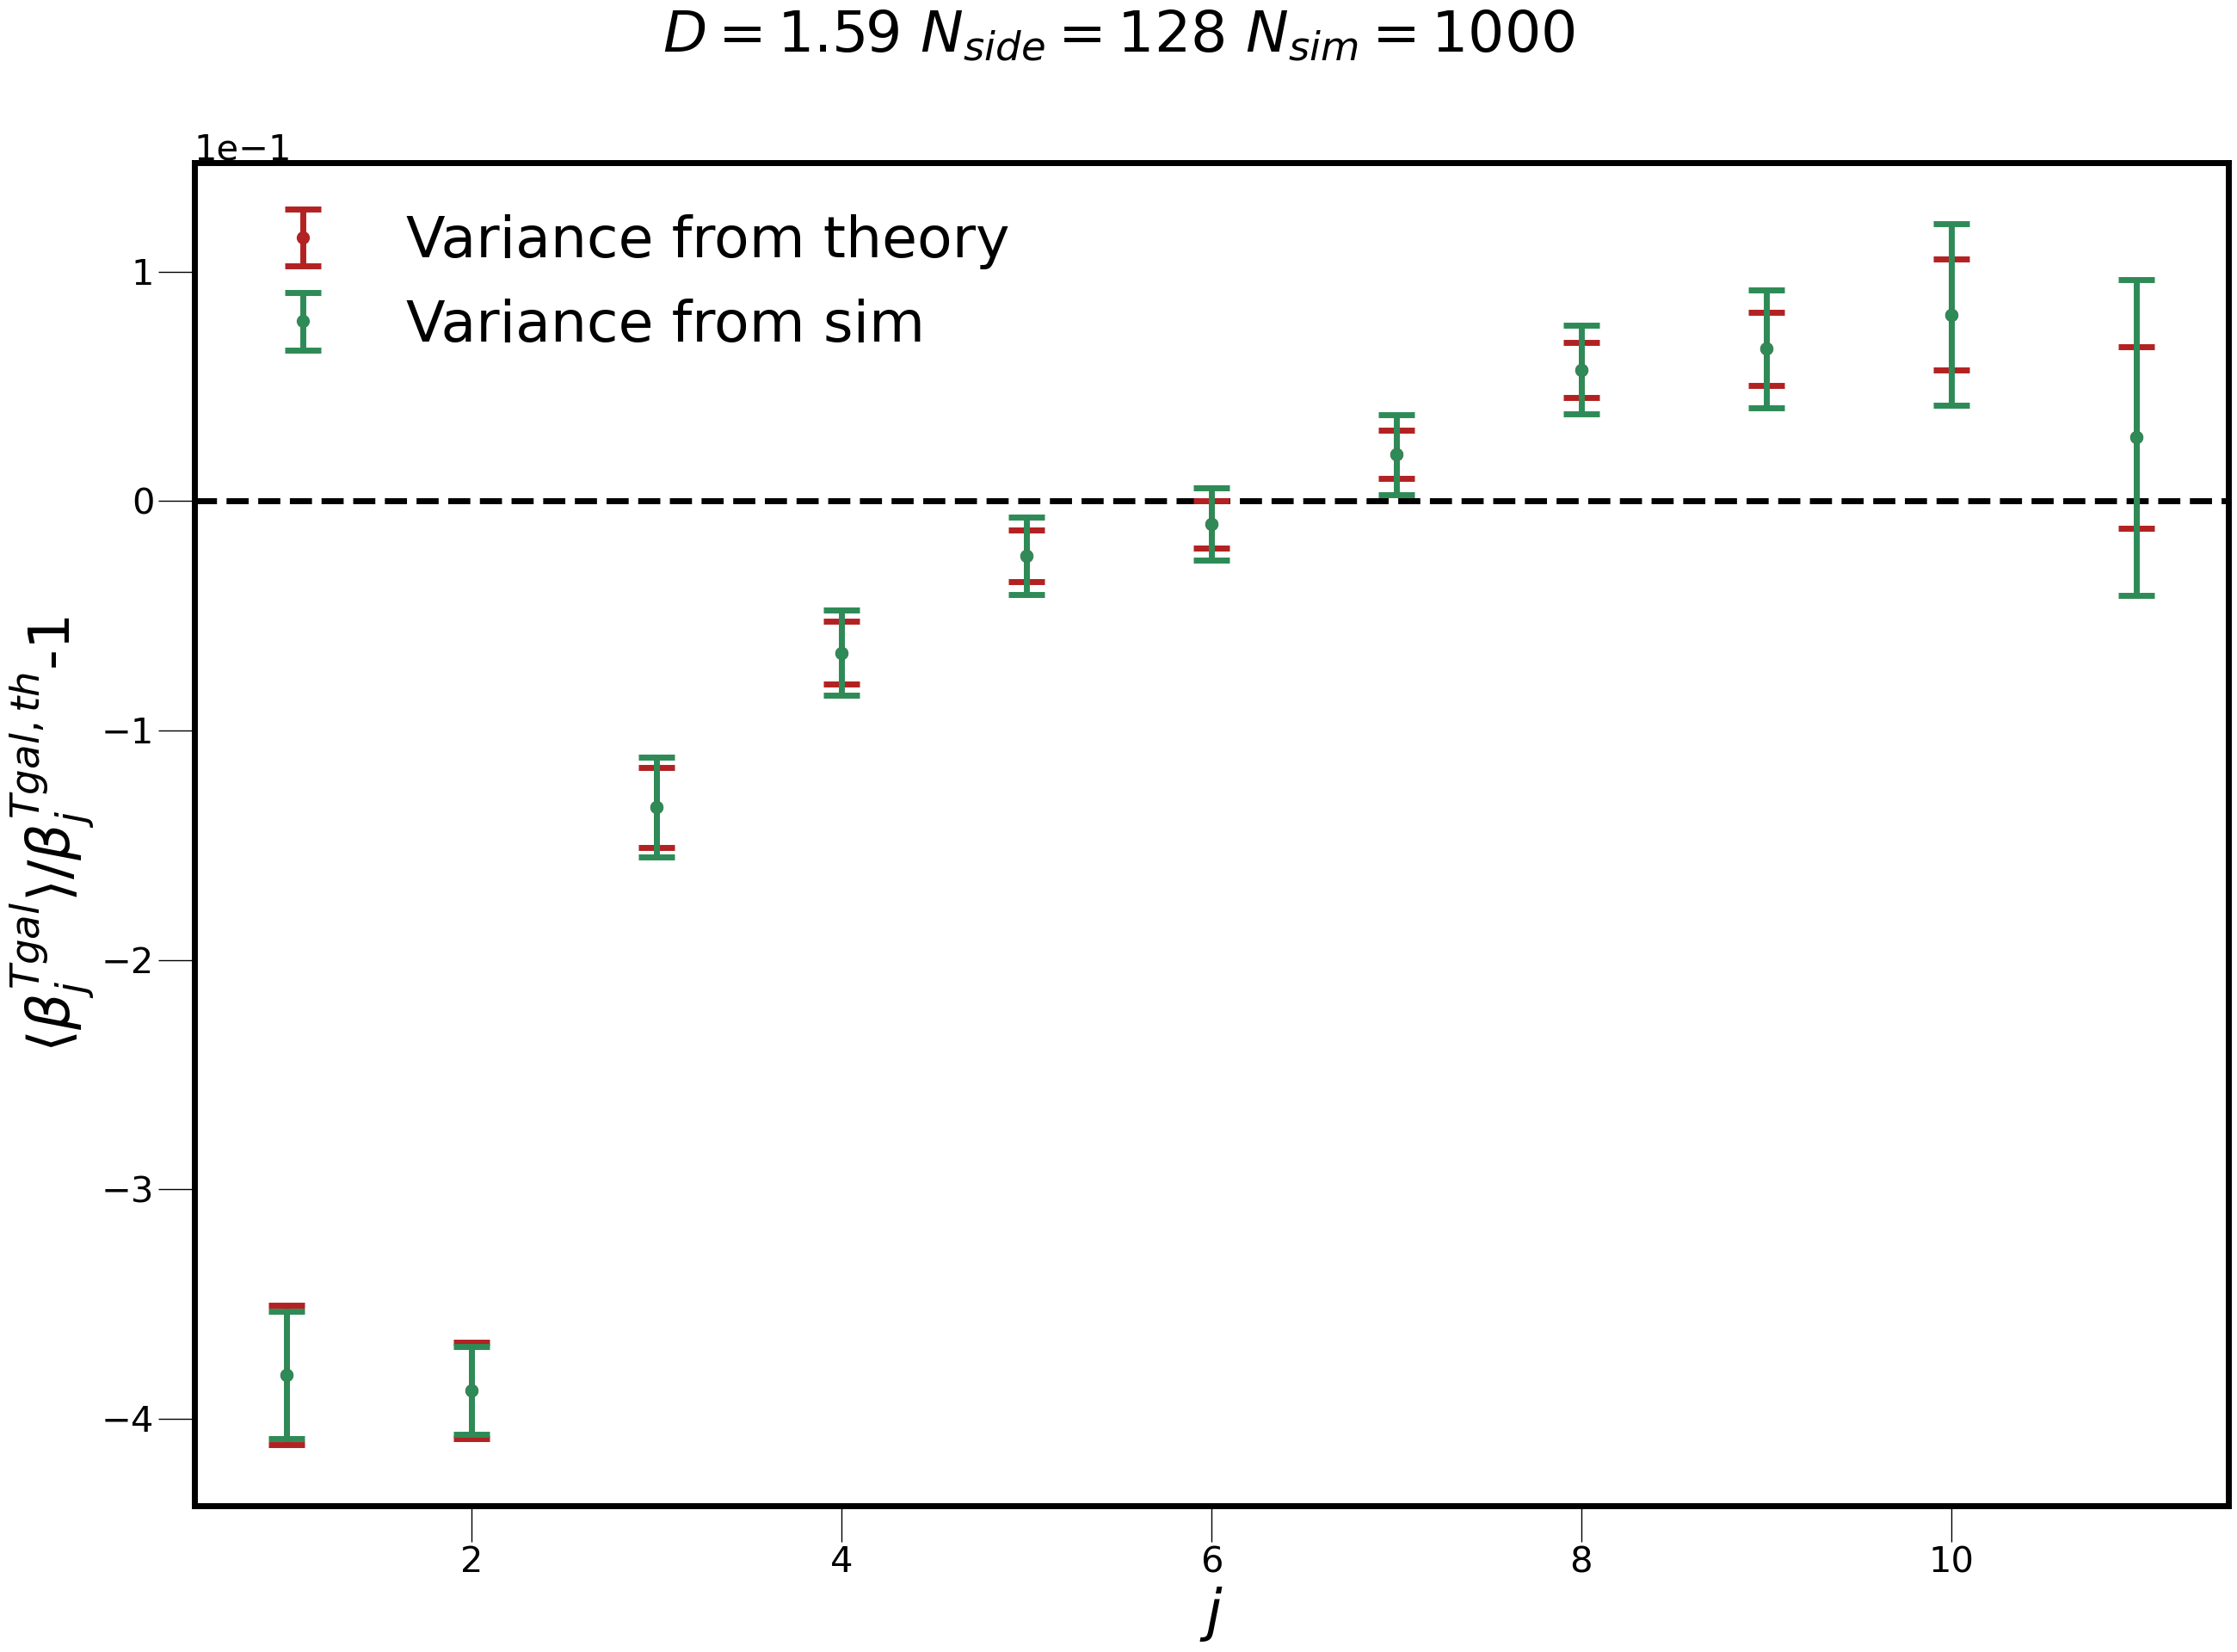 D = 1.59 N_side = 128 N_sim = 1000
1e−1
Variance from theory
Variance from sim
1
0
−1
−2
−3
−4
⟨β_j^Tgal⟩/β_j^Tgal,th-1
2 4 6 8 10
j